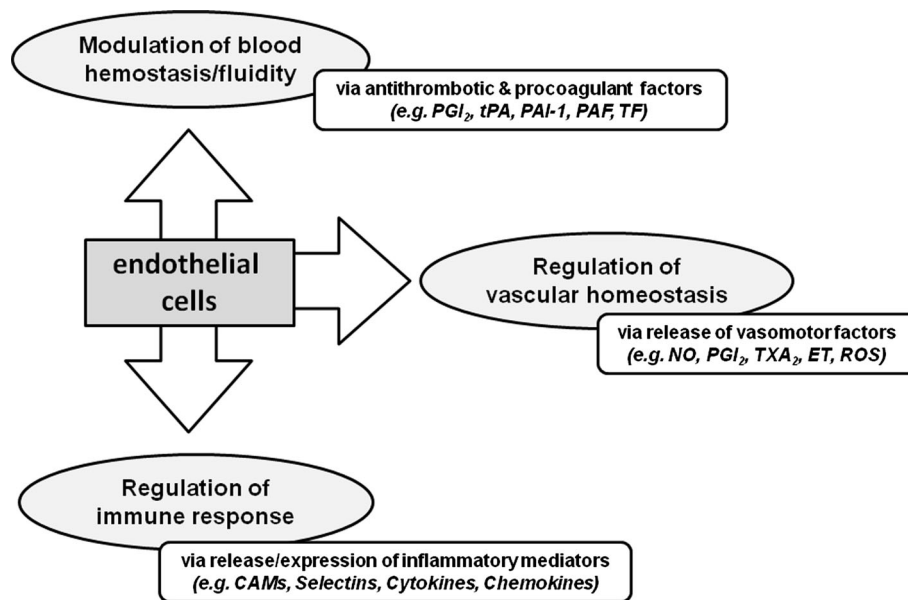 Modulation of blood
hemostasis/fluidity
via antithrombotic & procoagulant factors
(e.g. PGI₂, tPA, PAI-1, PAF, TF)
endothelial
cells
Regulation of
vascular homeostasis
via release of vasomotor factors
(e.g. NO, PGI₂, TXA₂, ET, ROS)
Regulation of
immune response
via release/expression of inflammatory mediators
(e.g. CAMs, Selectins, Cytokines, Chemokines)